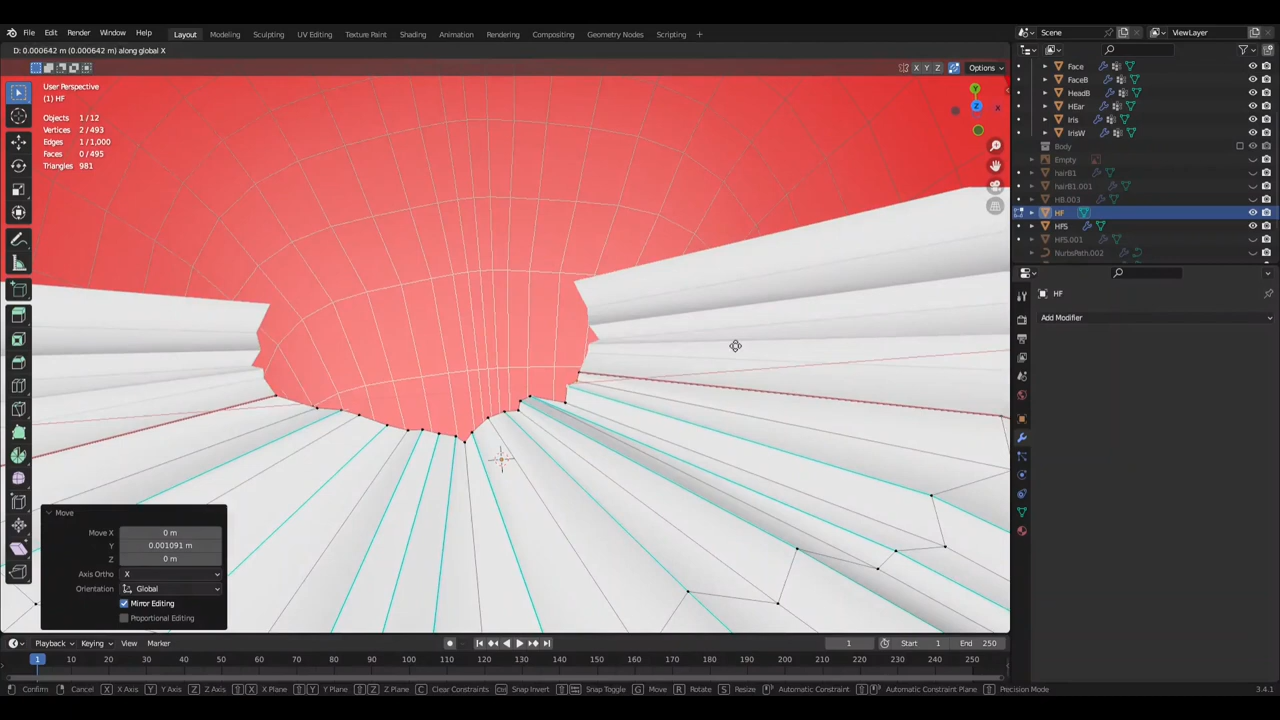 File Edit Render Window Help Layout Modeling Sculpting UV Editing Texture Paint Shading Animation Rendering Compositing Geometry Nodes Scripting + Scene ViewLayer
D: 0.000642 m (0.000642 m) along global X
X Y Z Options
User Perspective
(1) HF
Objects 1/12
Vertices 2/493
Edges 1/1,000
Faces 0/495
Triangles 981
Y
Z
X
Face
FaceB
HeadB
HEar
Iris
IrisW
Body
Empty
hairB1
hairB1.001
HB.003
HF
HFS
HFS.001
NurbsPath.002
HF
Add Modifier
Move
Move X 0 m
Y 0.001091 m
Z 0 m
Axis Ortho X
Orientation Global
Mirror Editing
Proportional Editing
Playback Keying View Marker 1 Start 1 End 250
1 10 20 30 40 50 60 70 80 90 100 110 120 130 140 150 160 170 180 190 200 210 220 230 240 250
Confirm Cancel X X Axis Y Y Axis Z Z Axis X X Plane Y Y Plane Z Z Plane C Clear Constraints Ctrl Snap Invert Snap Toggle G Move R Rotate S Resize Automatic Constraint Automatic Constraint Plane Precision Mode 3.4.1